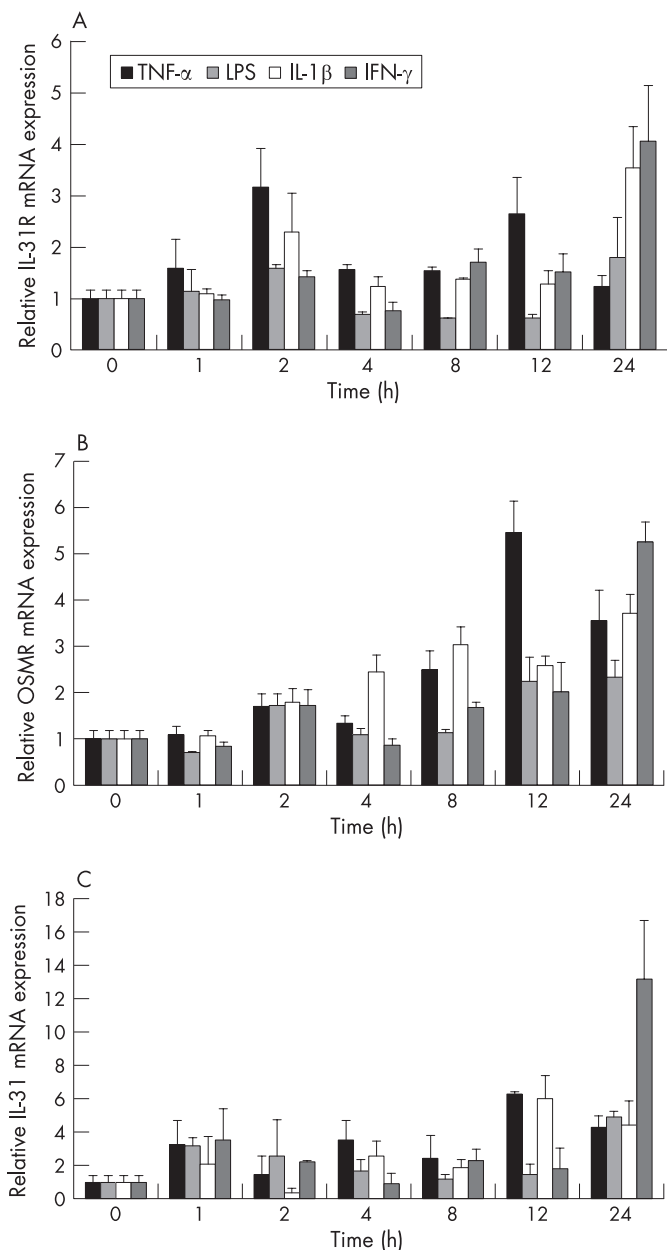 A
6
TNF-α LPS IL-1β IFN-γ
5
4
3
2
1
0
Relative IL-31R mRNA expression
0 1 2 4 8 12 24
Time (h)
B
7
6
5
4
3
2
1
0
Relative OSMR mRNA expression
0 1 2 4 8 12 24
Time (h)
C
18
16
14
12
10
8
6
4
2
0
Relative IL-31 mRNA expression
0 1 2 4 8 12 24
Time (h)